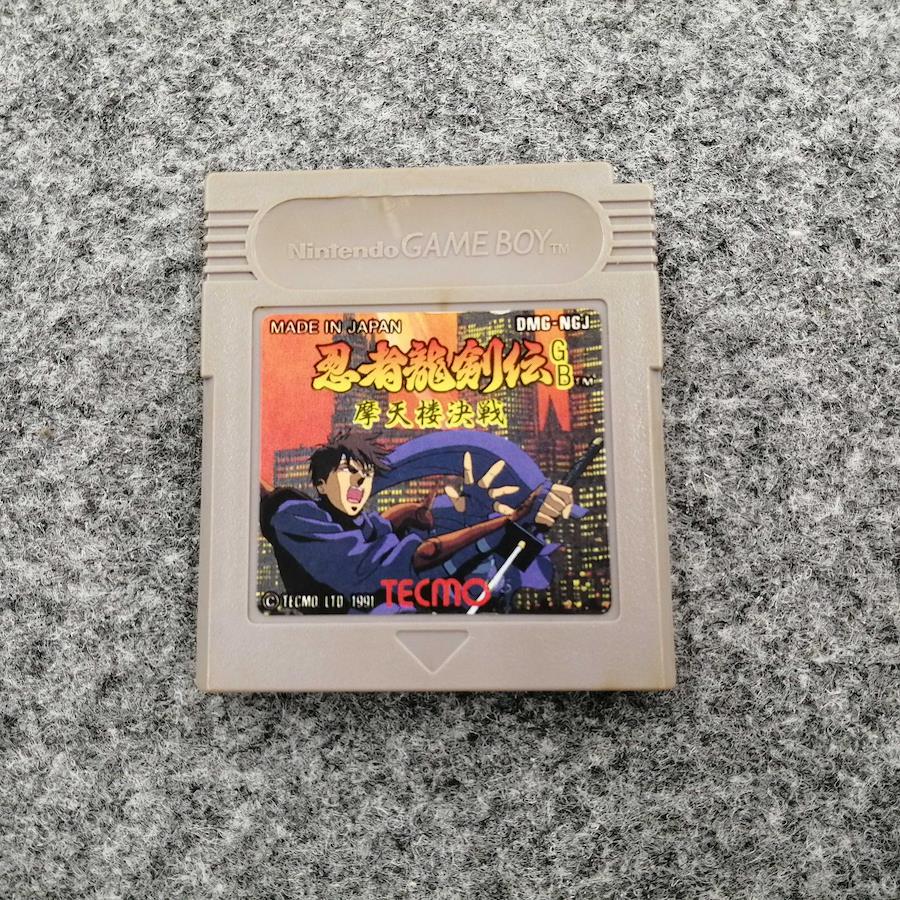 Nintendo GAME BOY™
MADE IN JAPAN DMG-NGJ
忍者龍剣伝GB™
摩天楼決戦
© TECMO LTD 1991 TECMO